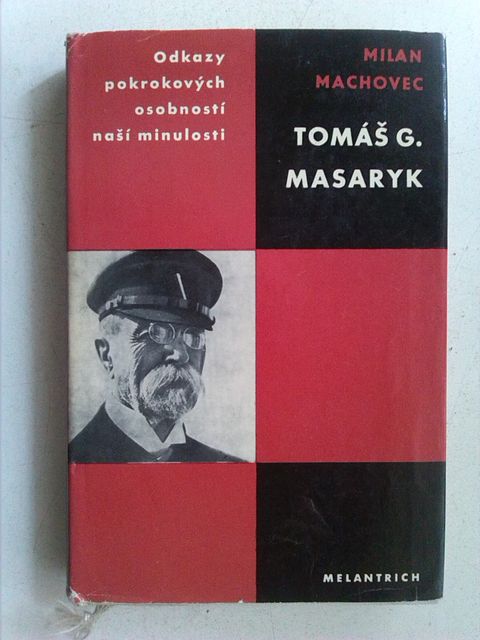 Odkazy
pokrokových
osobností
naší minulosti
MILAN
MACHOVEC
TOMÁŠ G.
MASARYK
MELANTRICH